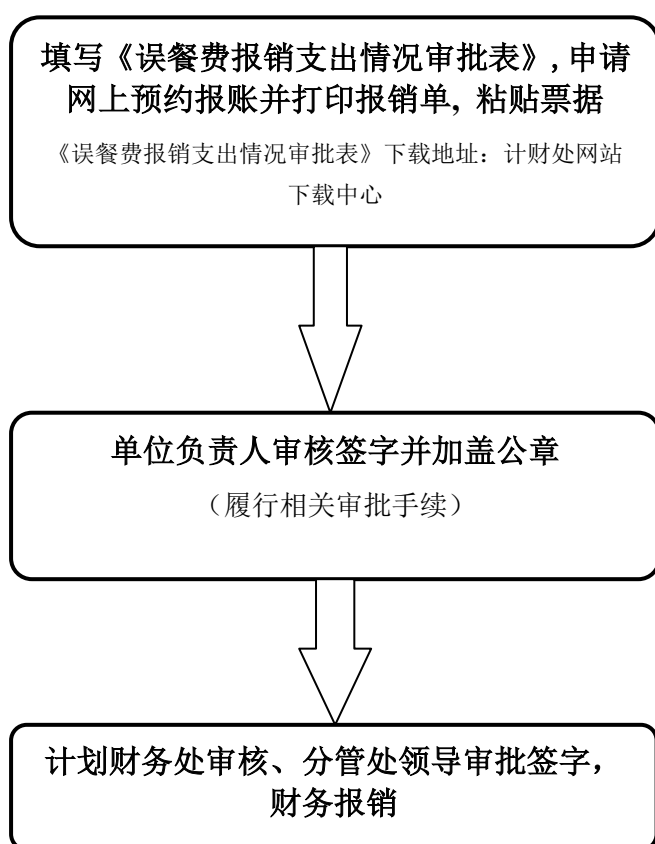 填写《误餐费报销支出情况审批表》,申请
网上预约报账并打印报销单,粘贴票据
《误餐费报销支出情况审批表》下载地址：计财处网站
下载中心
单位负责人审核签字并加盖公章
（履行相关审批手续）
计划财务处审核、分管处领导审批签字，
财务报销